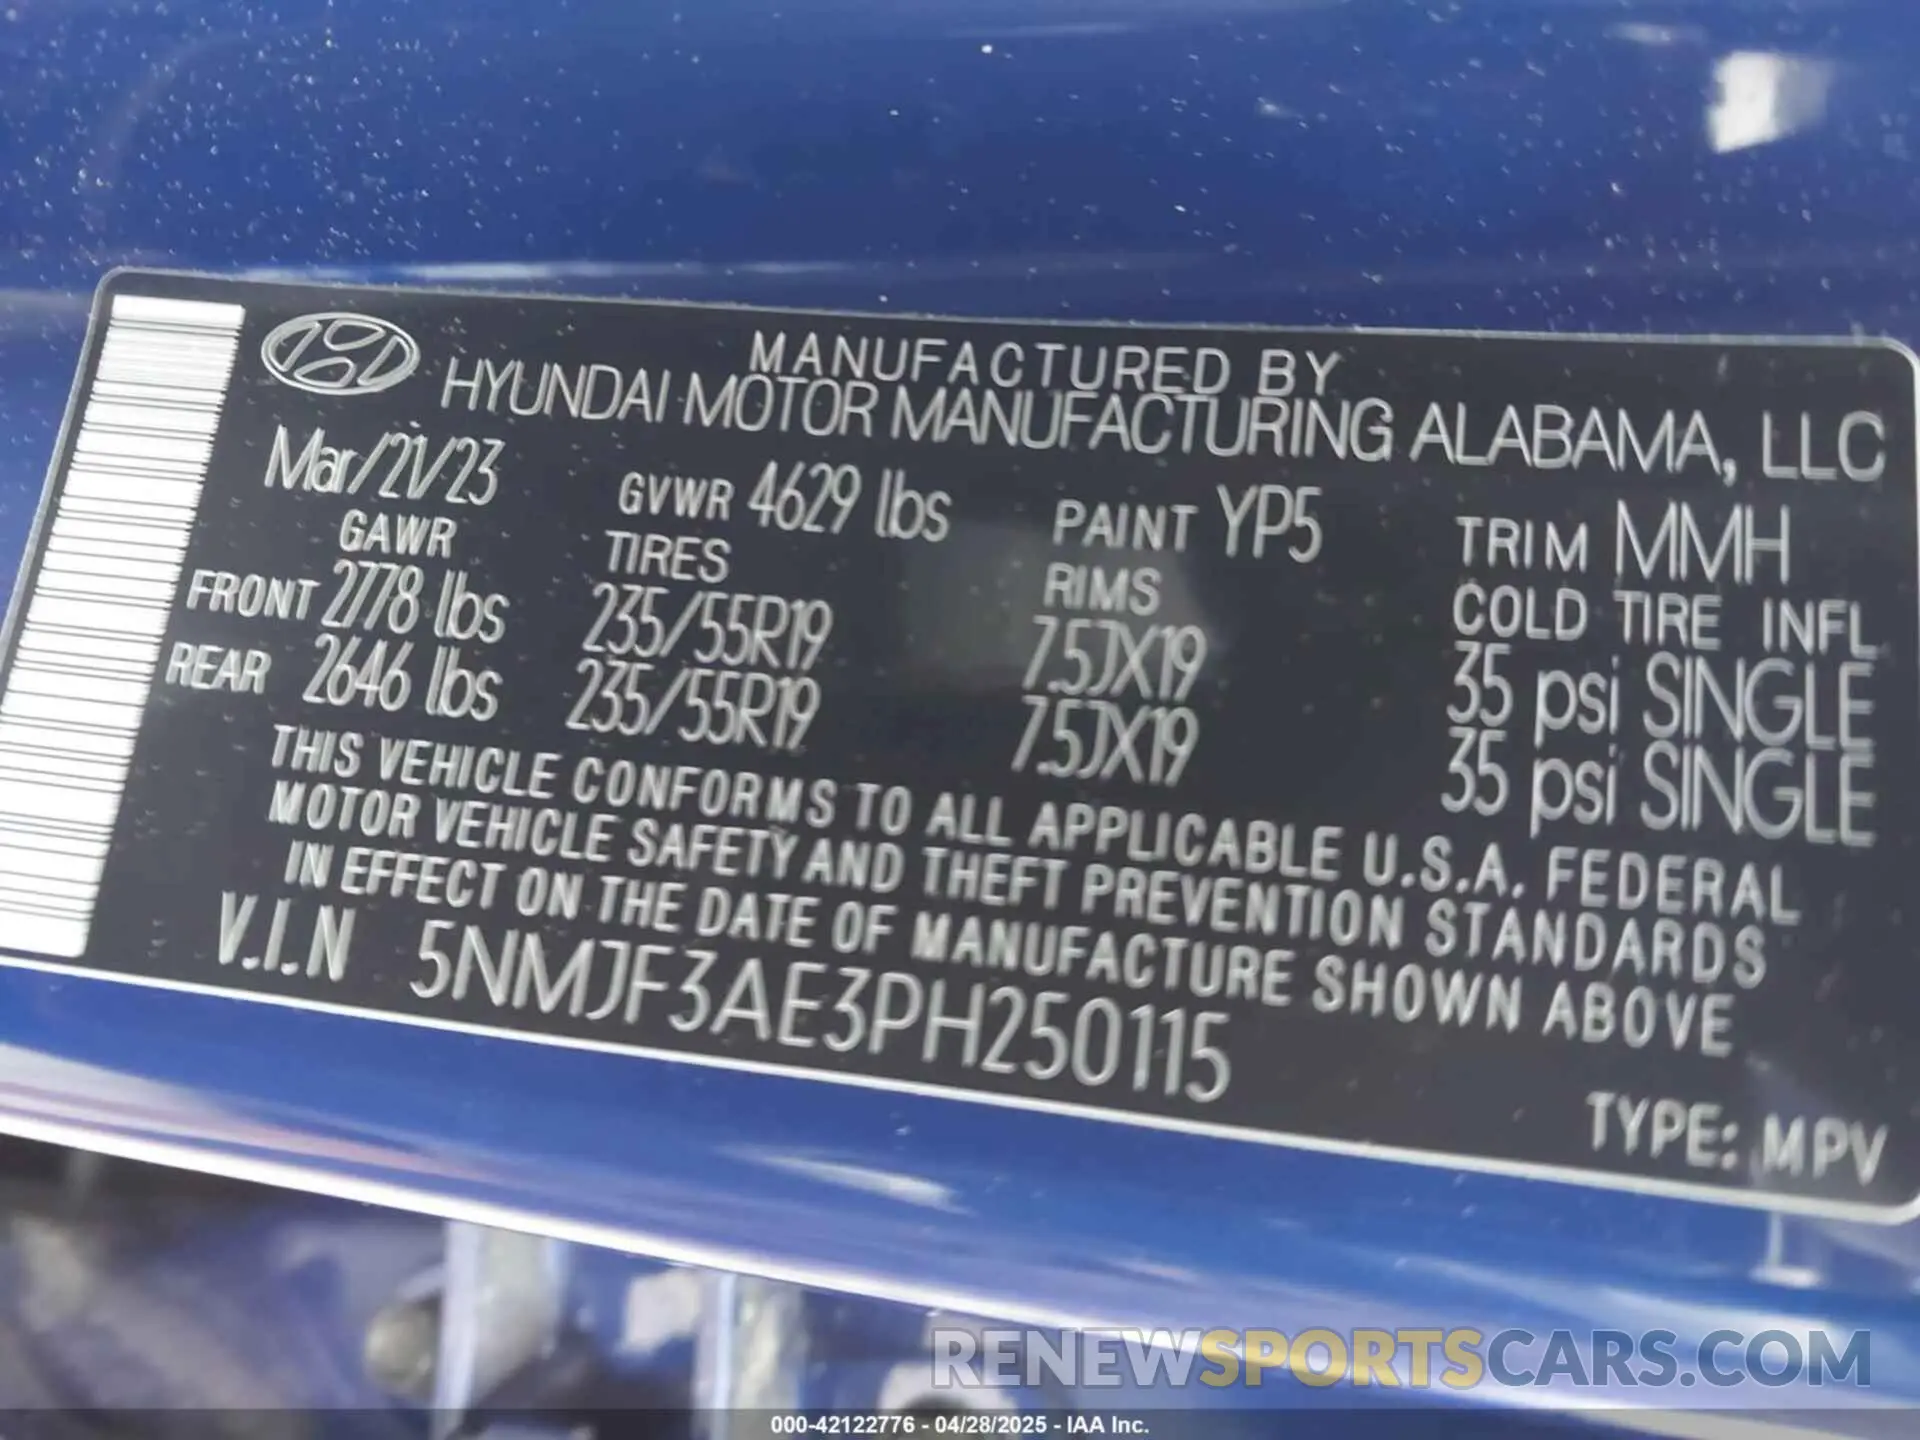 MANUFACTURED BY
HYUNDAI MOTOR MANUFACTURING ALABAMA, LLC
Mar/21/23 GVWR 4629 lbs PAINT YP5 TRIM MMH
GAWR TIRES RIMS COLD TIRE INFL
FRONT 2778 lbs 235/55R19 7.5JX19 35 psi SINGLE
REAR 2646 lbs 235/55R19 7.5JX19 35 psi SINGLE
THIS VEHICLE CONFORMS TO ALL APPLICABLE U.S.A. FEDERAL
MOTOR VEHICLE SAFETY AND THEFT PREVENTION STANDARDS
IN EFFECT ON THE DATE OF MANUFACTURE SHOWN ABOVE
V.I.N 5NMJF3AE3PH250115
TYPE: MPV
RENEWSPORTSCARS.COM
000-42122776 - 04/28/2025 - IAA Inc.